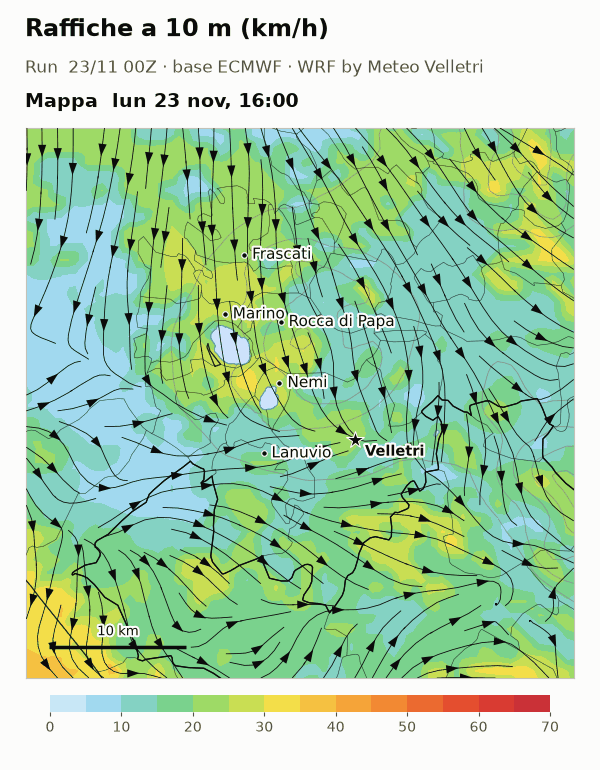 Raffiche a 10 m (km/h)
Run  23/11 00Z · base ECMWF · WRF by Meteo Velletri
Mappa  lun 23 nov, 16:00
Frascati
Marino
Rocca di Papa
Nemi
Velletri
Lanuvio
10 km
0 10 20 30 40 50 60 70